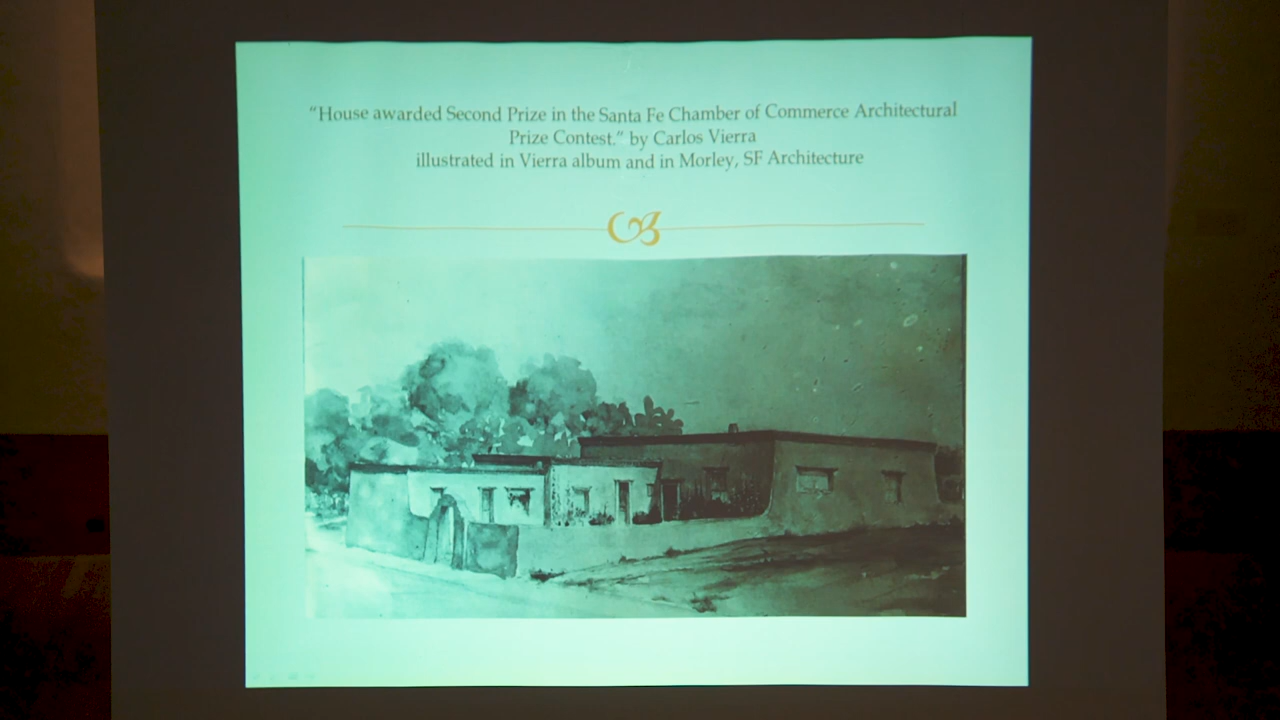 “House awarded Second Prize in the Santa Fe Chamber of Commerce Architectural
Prize Contest.” by Carlos Vierra
illustrated in Vierra album and in Morley, SF Architecture